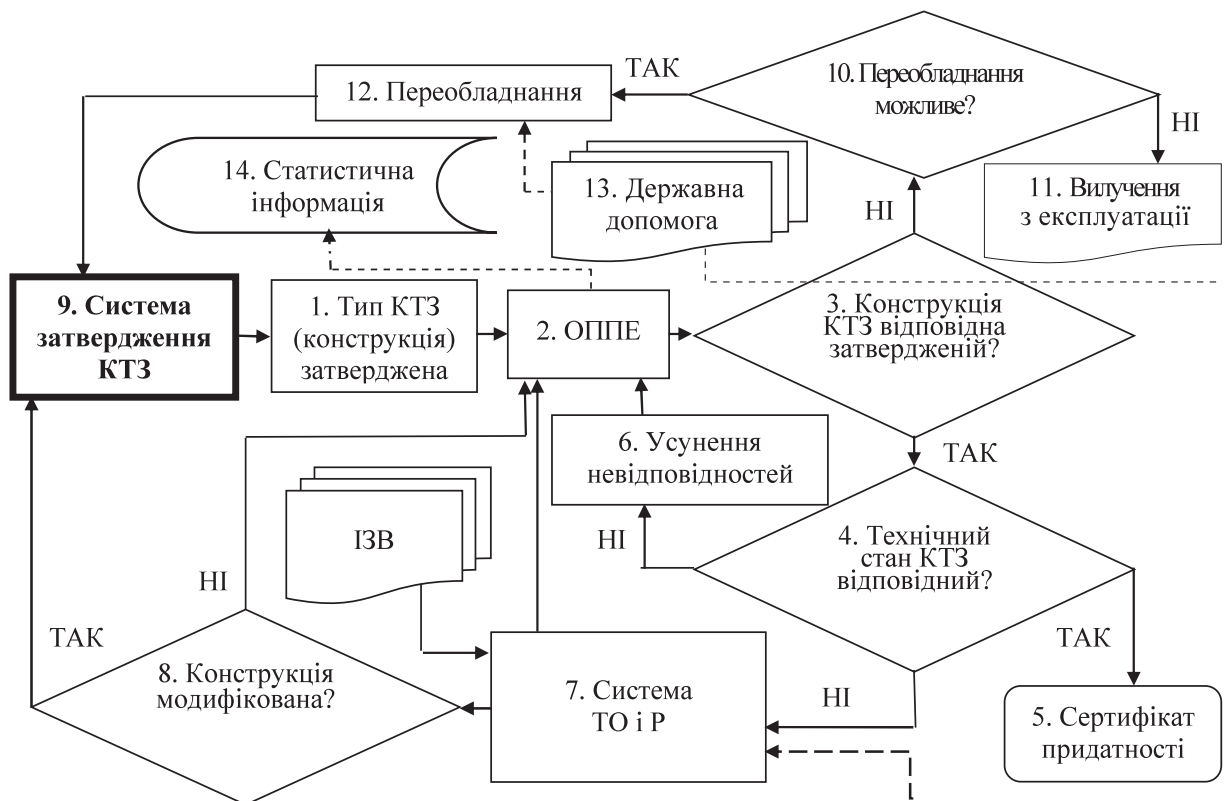 ТАК
10. Переобладнання
можливе?
12. Переобладнання
НІ
14. Статистична
інформація
13. Державна
допомога
11. Вилучення
з експлуатації
НІ
9. Система
затвердження
КТЗ
1. Тип КТЗ
(конструкція)
затверджена
2. ОППЕ
3. Конструкція
КТЗ відповідна
затвердженій?
6. Усунення
невідповідностей
ТАК
ІЗВ
НІ
4. Технічний
стан КТЗ
відповідний?
НІ
ТАК
8. Конструкція
модифікована?
ТАК
7. Система
ТО і Р
НІ
5. Сертифікат
придатності